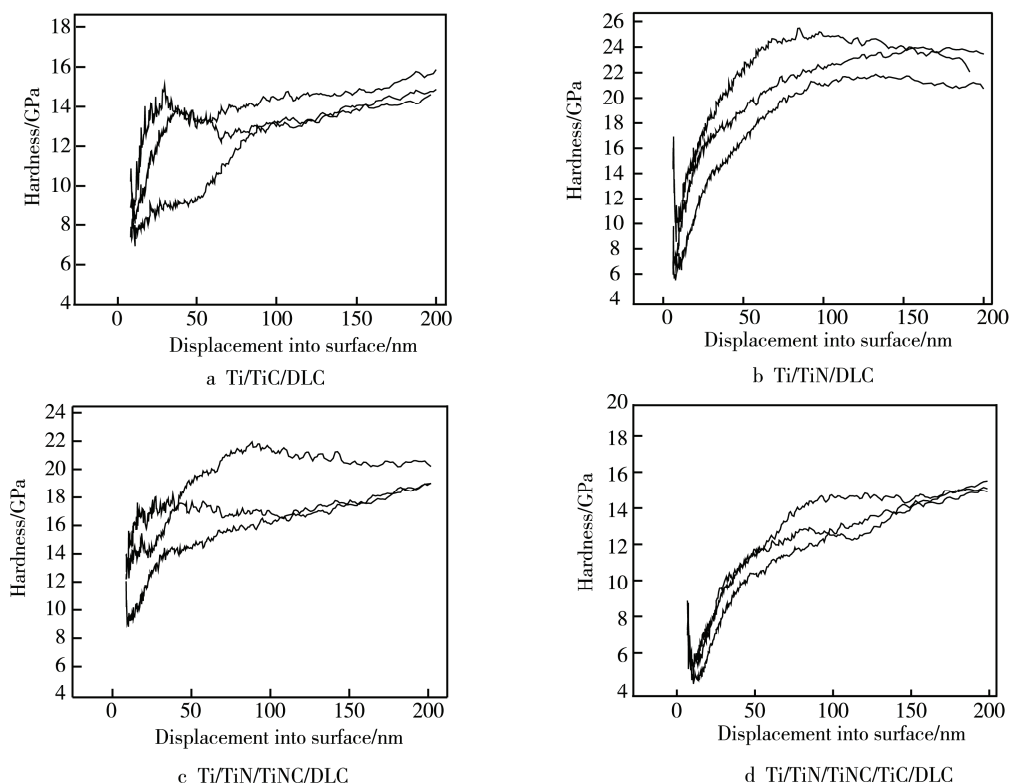 18
16
14
12
10
8
6
4
Hardness/GPa
0 50 100 150 200
Displacement into surface/nm
a Ti/TiC/DLC
26
24
22
20
18
16
14
12
10
8
6
4
Hardness/GPa
0 50 100 150 200
Displacement into surface/nm
b Ti/TiN/DLC
24
22
20
18
16
14
12
10
8
6
4
Hardness/GPa
0 50 100 150 200
Displacement into surface/nm
c Ti/TiN/TiNC/DLC
20
18
16
14
12
10
8
6
4
Hardness/GPa
0 50 100 150 200
Displacement into surface/nm
d Ti/TiN/TiNC/TiC/DLC